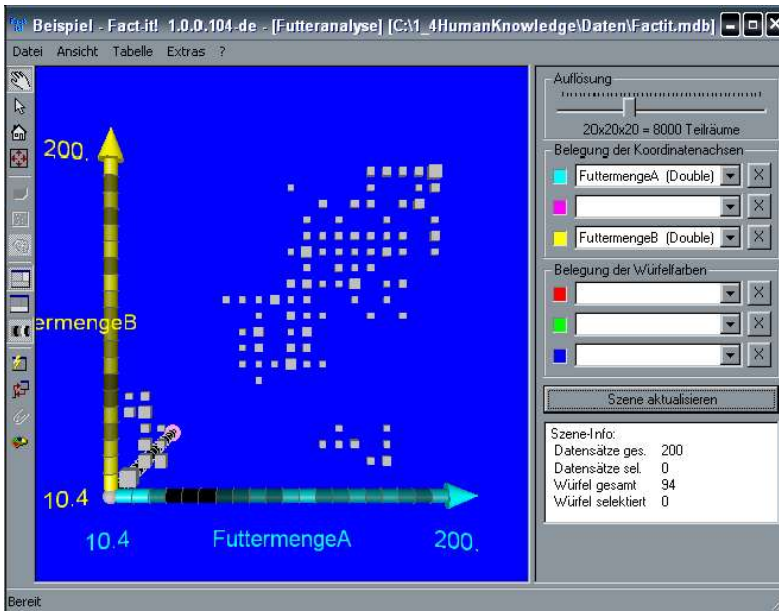 Beispiel - Fact-it! 1.0.0.104-de - [Futteranalyse] [C:\1_4HumanKnowledge\Daten\Factit.mdb]
Datei Ansicht Tabelle Extras ?
200.
ermengeB
10.4
10.4 FuttermengeA 200.
Auflösung
20x20x20 = 8000 Teilräume
Belegung der Koordinatenachsen
FuttermengeA (Double) X
X
FuttermengeB (Double) X
Belegung der Würfelfarben
X
X
X
Szene aktualisieren
Szene-Info:
Datensätze ges. 200
Datensätze sel. 0
Würfel gesamt 94
Würfel selektiert 0
Bereit